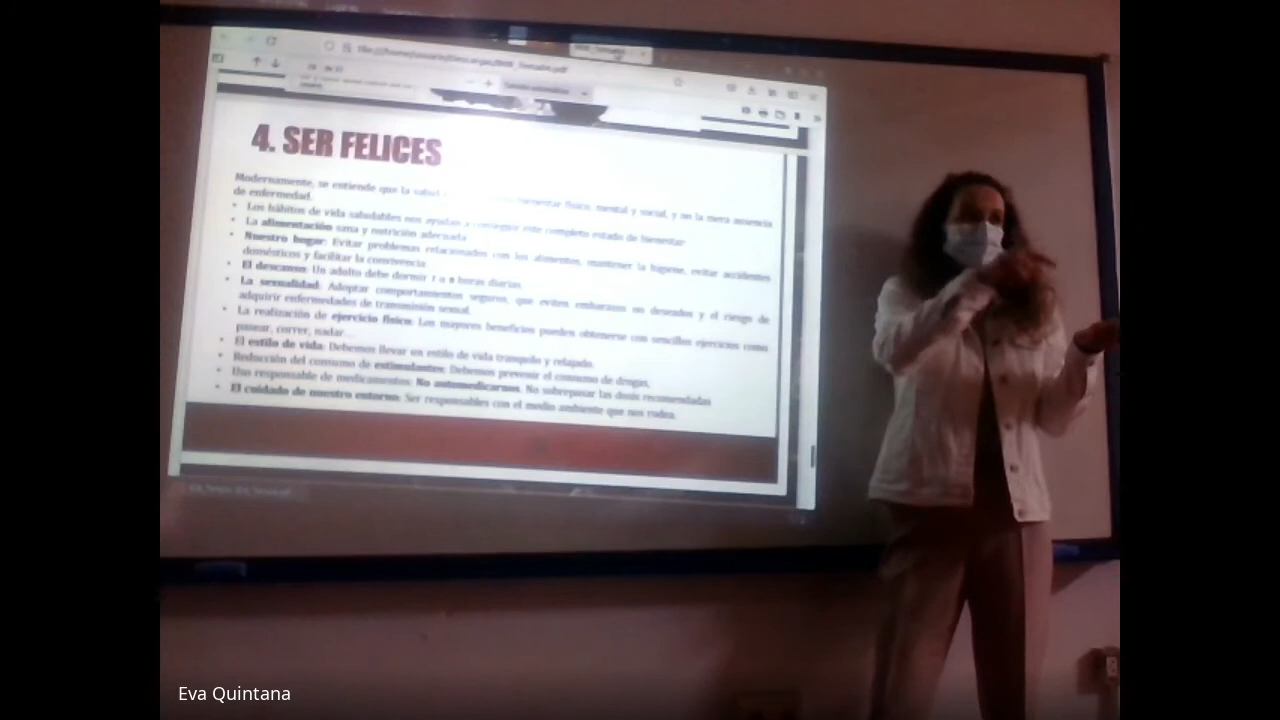 4. SER FELICES
Modernamente, se entiende que la salud bienestar físico, mental y social, y no la mera ausencia
de enfermedad.
• Los hábitos de vida saludables nos ayudan a conseguir este completo estado de bienestar
• La alimentación sana y nutrición adecuada
• Nuestro hogar: Evitar problemas relacionados con los alimentos, mantener la higiene, evitar accidentes
domésticos y facilitar la convivencia
• El descanso: Un adulto debe dormir 7 u 8 horas diarias.
• La sexualidad: Adoptar comportamientos seguros, que eviten embarazos no deseados y el riesgo de
adquirir enfermedades de transmisión sexual.
• La realización de ejercicio físico: Los mayores beneficios pueden obtenerse con sencillos ejercicios como
pasear, correr, nadar...
• El estilo de vida: Debemos llevar un estilo de vida tranquilo y relajado.
• Reducción del consumo de estimulantes: Debemos prevenir el consumo de drogas,
• Uso responsable de medicamentos: No automedicarnos. No sobrepasar las dosis recomendadas
• El cuidado de nuestro entorno: Ser responsables con el medio ambiente que nos rodea.
Eva Quintana